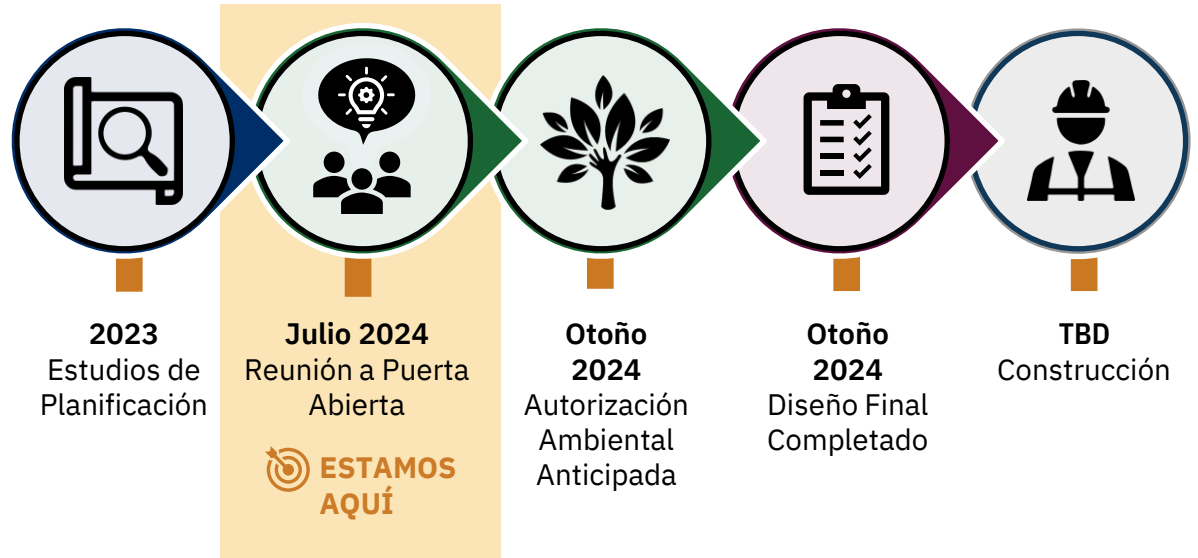 2023
Estudios de
Planificación
Julio 2024
Reunión a Puerta
Abierta
ESTAMOS
AQUÍ
Otoño
2024
Autorización
Ambiental
Anticipada
Otoño
2024
Diseño Final
Completado
TBD
Construcción